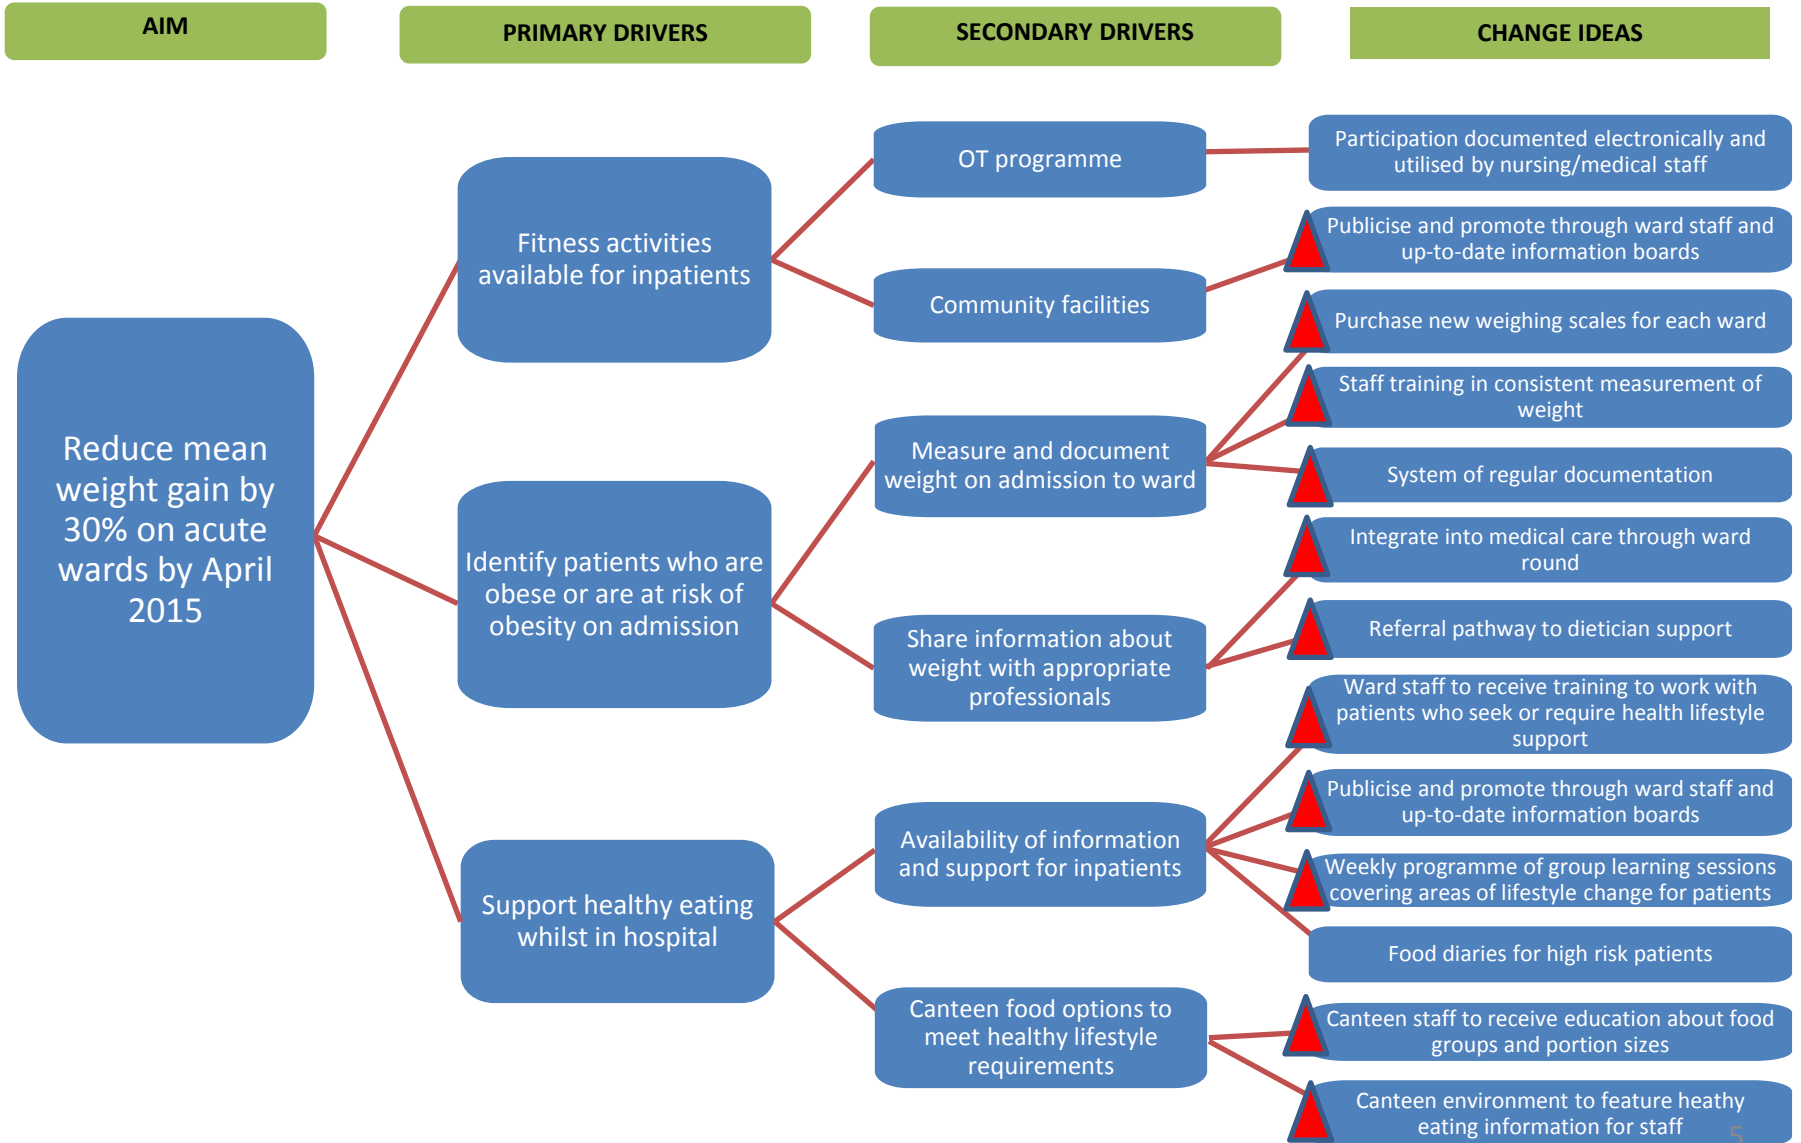 AIM
PRIMARY DRIVERS
SECONDARY DRIVERS
CHANGE IDEAS
Reduce mean
weight gain by
30% on acute
wards by April
2015
Fitness activities
available for inpatients
Identify patients who are
obese or are at risk of
obesity on admission
Support healthy eating
whilst in hospital
OT programme
Community facilities
Measure and document
weight on admission to ward
Share information about
weight with appropriate
professionals
Availability of information
and support for inpatients
Canteen food options to
meet healthy lifestyle
requirements
Participation documented electronically and
utilised by nursing/medical staff
Publicise and promote through ward staff and
up-to-date information boards
Purchase new weighing scales for each ward
Staff training in consistent measurement of
weight
System of regular documentation
Integrate into medical care through ward
round
Referral pathway to dietician support
Ward staff to receive training to work with
patients who seek or require health lifestyle
support
Publicise and promote through ward staff and
up-to-date information boards
Weekly programme of group learning sessions
covering areas of lifestyle change for patients
Food diaries for high risk patients
Canteen staff to receive education about food
groups and portion sizes
Canteen environment to feature heathy
eating information for staff
5